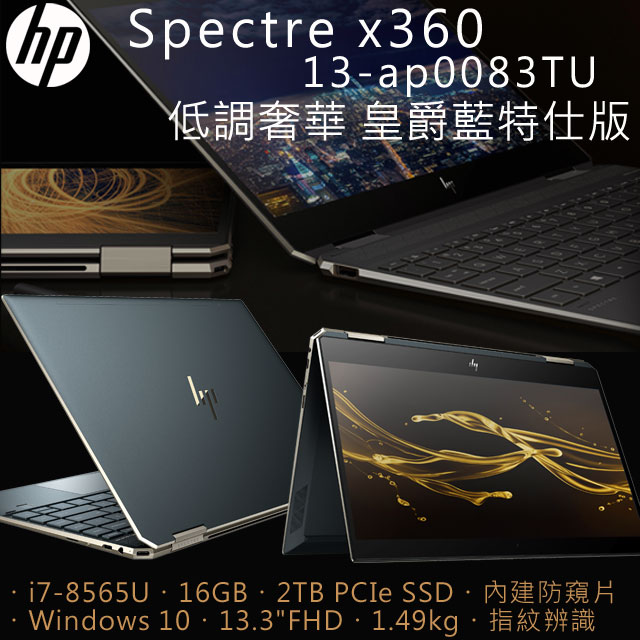 hp
Spectre x360
13-ap0083TU
低調奢華 皇爵藍特仕版
· i7-8565U · 16GB · 2TB PCIe SSD · 內建防窺片
· Windows 10 · 13.3"FHD · 1.49kg · 指紋辨識